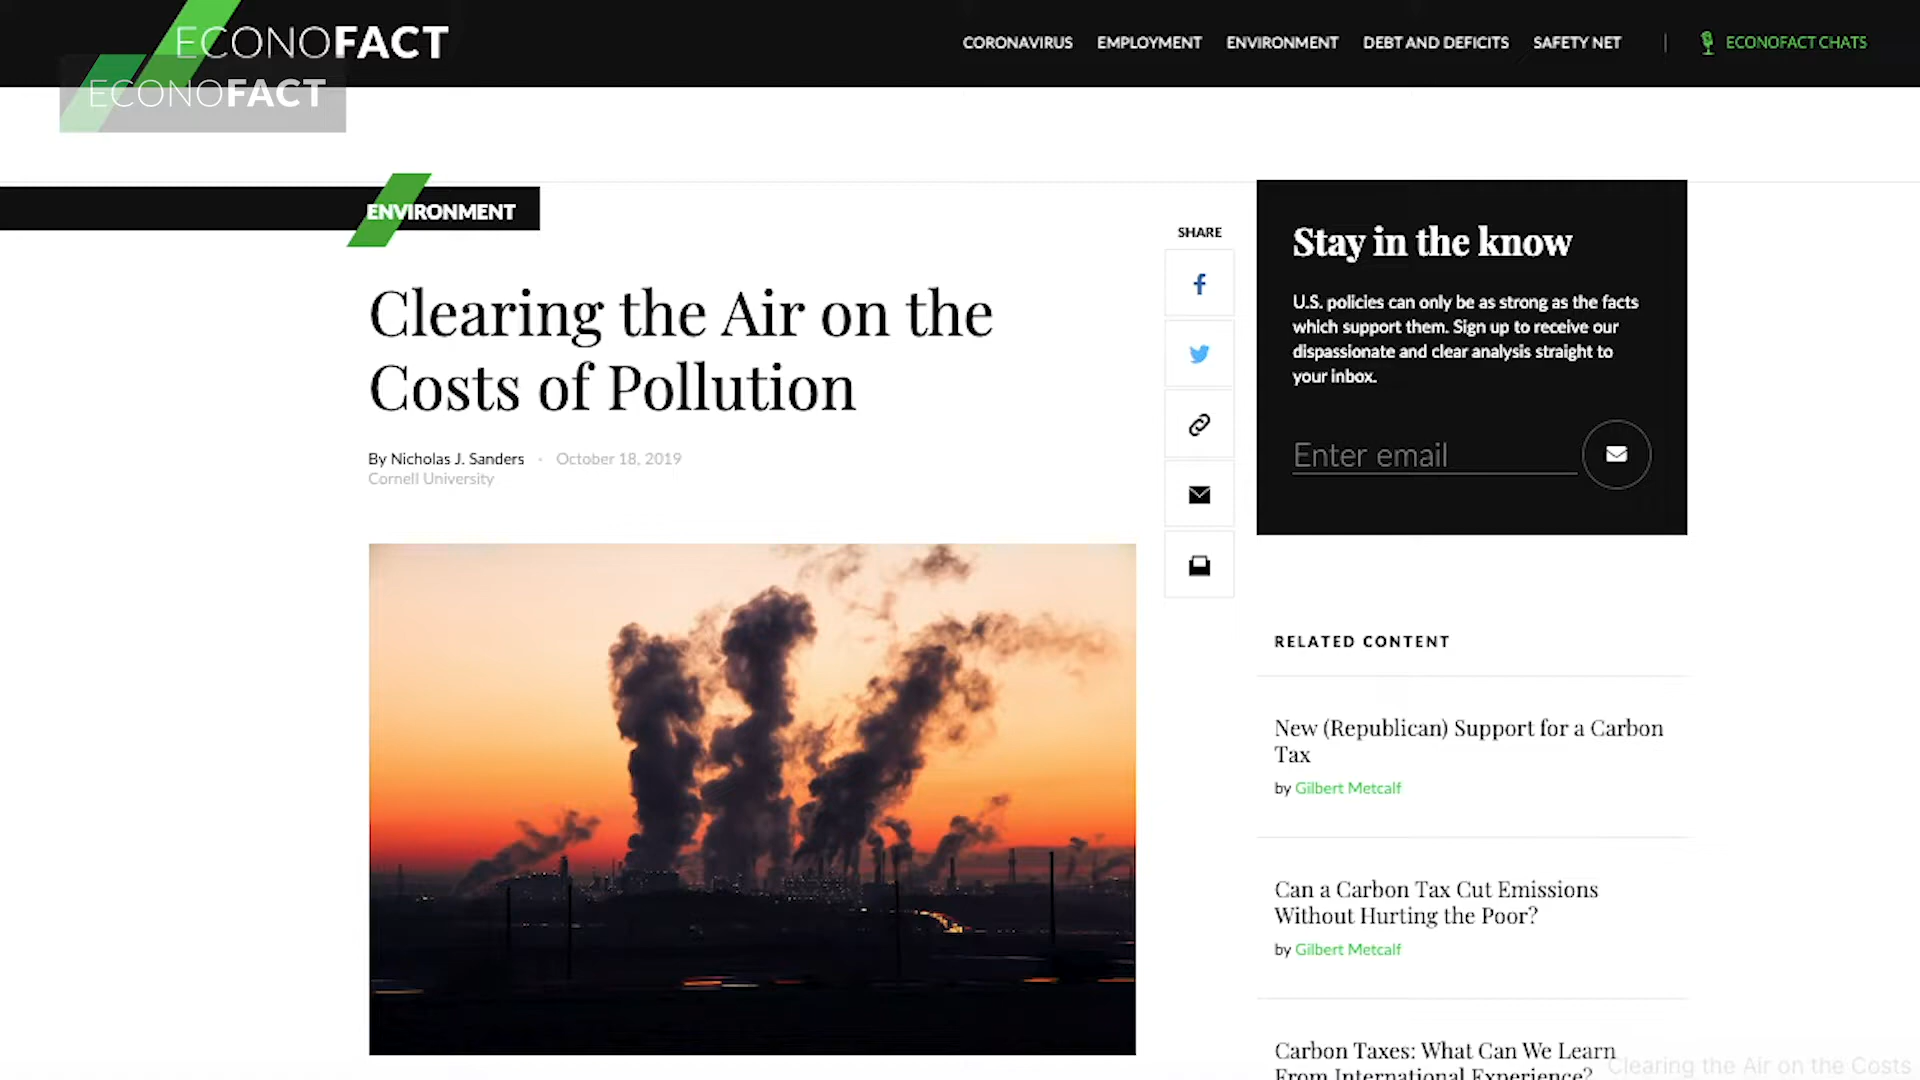 ECONOFACT
CORONAVIRUS EMPLOYMENT ENVIRONMENT DEBT AND DEFICITS SAFETY NET | ECONOFACT CHATS
ECONOFACT
ENVIRONMENT
Clearing the Air on the
Costs of Pollution
By Nicholas J. Sanders · October 18, 2019
Cornell University
SHARE
Stay in the know
U.S. policies can only be as strong as the facts
which support them. Sign up to receive our
dispassionate and clear analysis straight to
your inbox.
Enter email
RELATED CONTENT
New (Republican) Support for a Carbon
Tax
by Gilbert Metcalf
Can a Carbon Tax Cut Emissions
Without Hurting the Poor?
by Gilbert Metcalf
Carbon Taxes: What Can We Learn
From International Experience?
Clearing the Air on the Costs